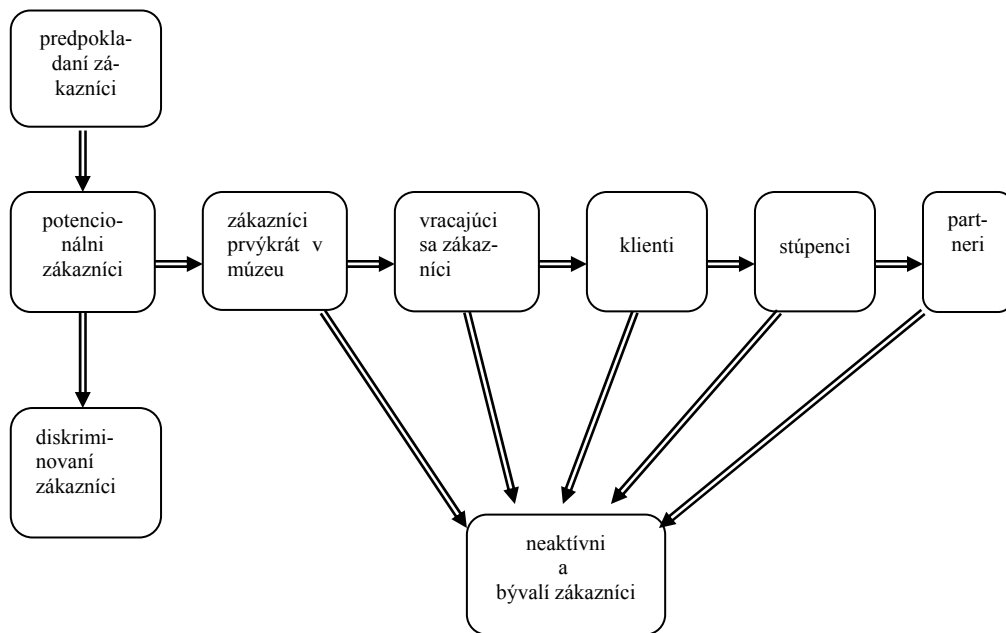 predpokla-
daní zá-
kazníci
potencio-
nálni
zákazníci
zákazníci
prvýkrát v
múzeu
vracajúci
sa zákaz-
níci
klienti
stúpenci
part-
neri
diskrimi-
novaní
zákazníci
neaktívni
a
bývalí zákazníci